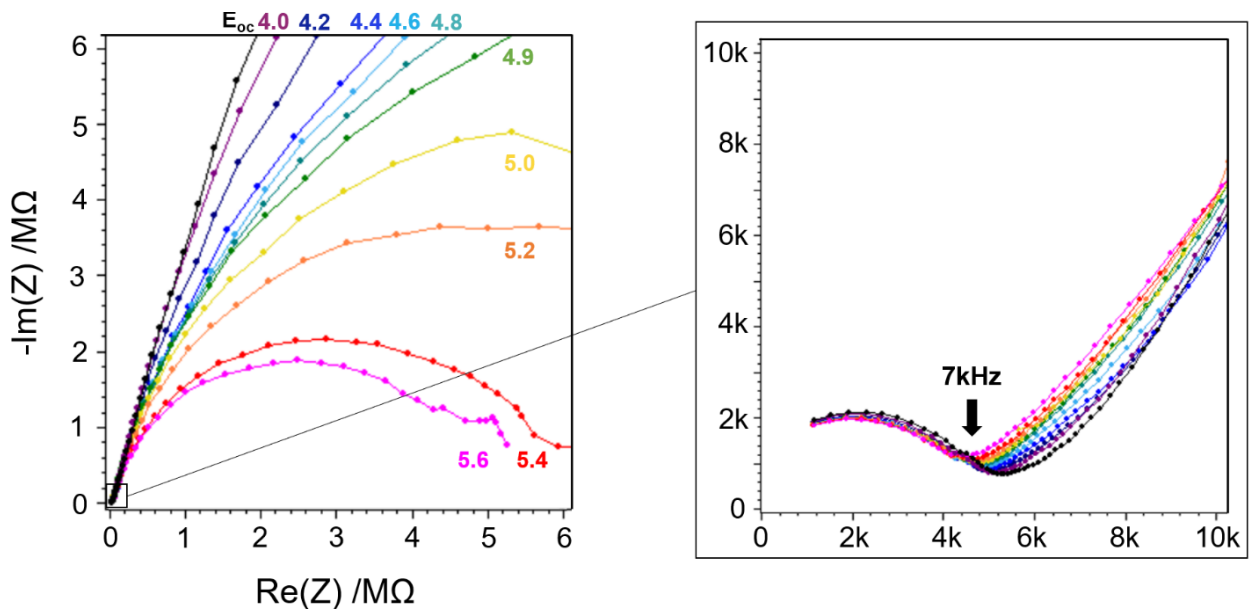 E_oc 4.0 4.2 4.4 4.6 4.8
6
4.9
5
5.0
4
5.2
3
2
1
5.6
5.4
0
0 1 2 3 4 5 6
-Im(Z) /MΩ
Re(Z) /MΩ
10k
8k
6k
4k
7kHz
2k
0
0 2k 4k 6k 8k 10k